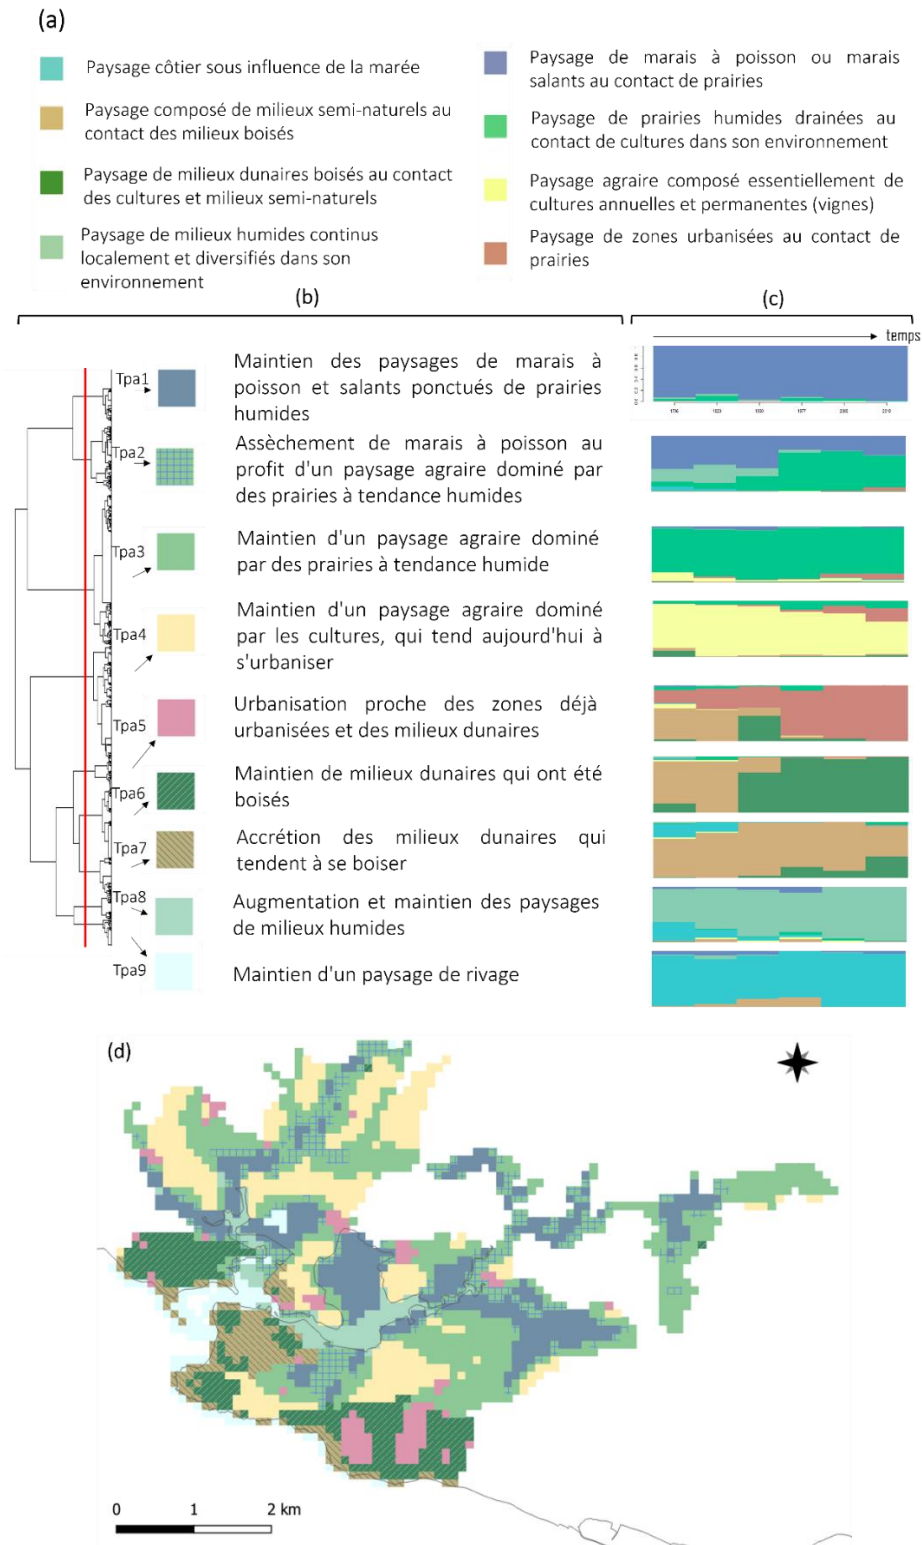 (a)
Paysage côtier sous influence de la marée
Paysage composé de milieux semi-naturels au
contact des milieux boisés
Paysage de milieux dunaires boisés au contact
des cultures et milieux semi-naturels
Paysage de milieux humides continus
localement et diversifiés dans son
environnement
Paysage de marais à poisson ou marais
salants au contact de prairies
Paysage de prairies humides drainées au
contact de cultures dans son environnement
Paysage agraire composé essentiellement de
cultures annuelles et permanentes (vignes)
Paysage de zones urbanisées au contact de
prairies
(b)
(c)
temps
Tpa1
Maintien des paysages de marais à
poisson et salants ponctués de prairies
humides
Tpa2
Assèchement de marais à poisson au
profit d'un paysage agraire dominé par
des prairies à tendance humides
Tpa3
Maintien d'un paysage agraire dominé
par des prairies à tendance humide
Tpa4
Maintien d'un paysage agraire dominé
par les cultures, qui tend aujourd'hui à
s'urbaniser
Tpa5
Urbanisation proche des zones déjà
urbanisées et des milieux dunaires
Tpa6
Maintien de milieux dunaires qui ont été
boisés
Tpa7
Accrétion des milieux dunaires qui
tendent à se boiser
Tpa8
Augmentation et maintien des paysages
de milieux humides
Tpa9
Maintien d'un paysage de rivage
(d)
0 1 2 km